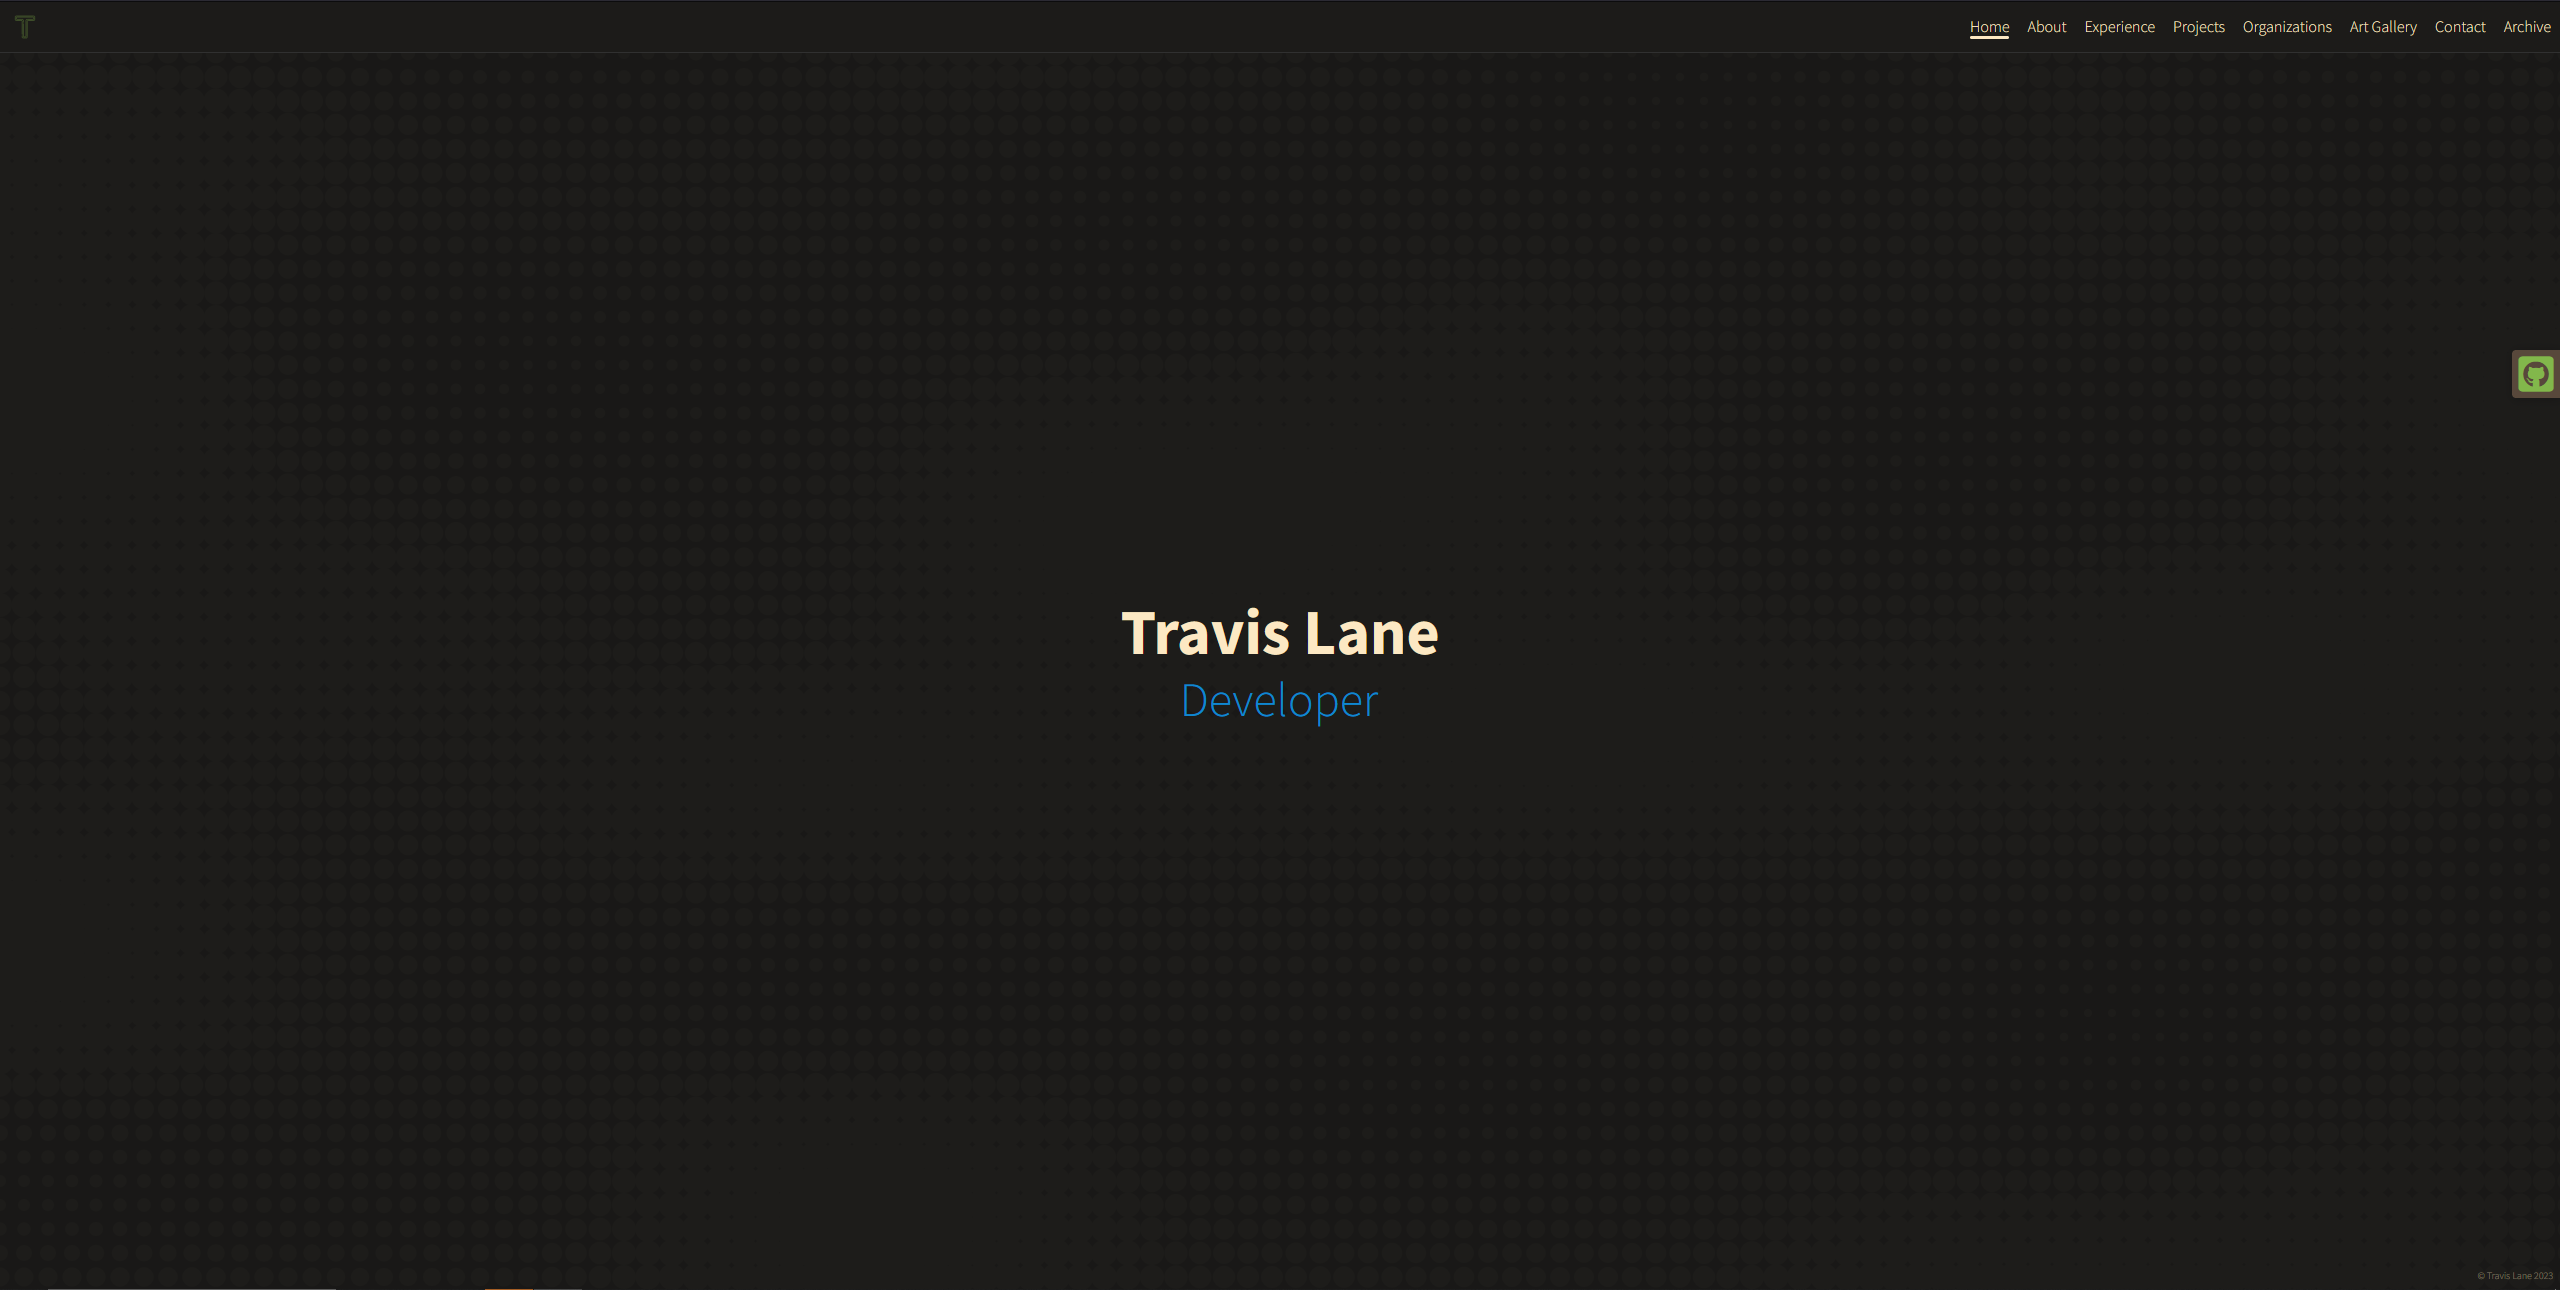 T
Home About Experience Projects Organizations Art Gallery Contact Archive
Travis Lane
Developer
© Travis Lane 2023